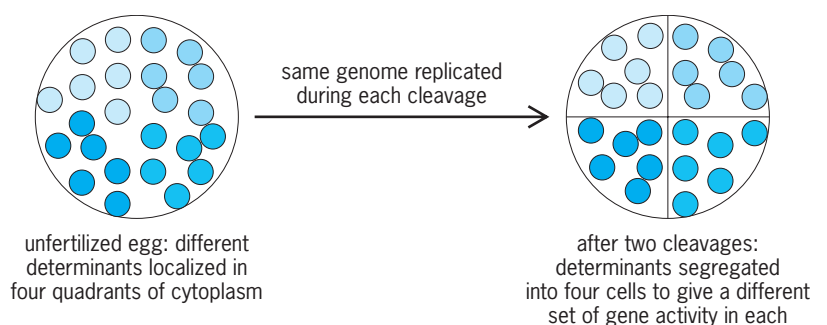 same genome replicated
during each cleavage
unfertilized egg: different
determinants localized in
four quadrants of cytoplasm
after two cleavages:
determinants segregated
into four cells to give a different
set of gene activity in each